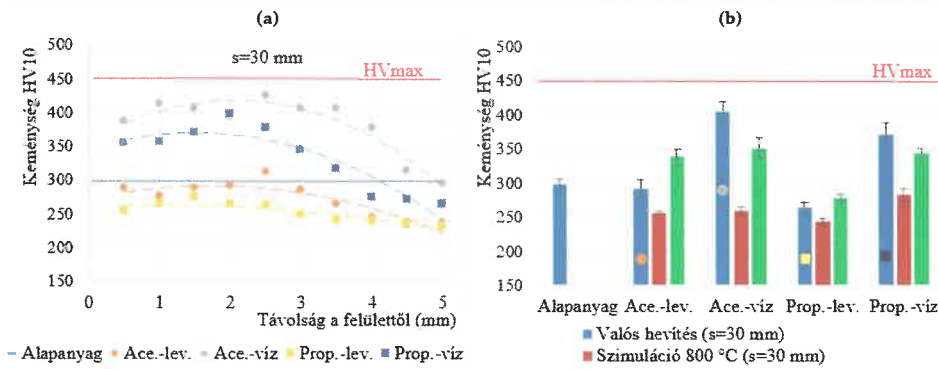 (a)
Keménység HV10
500
450
400
350
300
250
200
150
s=30 mm
HVmax
0 1 2 3 4 5
Távolság a felülettől (mm)
Alapanyag Ace.-lev. Ace.-víz Prop.-lev. Prop.-víz
(b)
Keménység HV10
500
450
400
350
300
250
200
150
HVmax
Alapanyag Ace.-lev. Ace.-víz Prop.-lev. Prop.-víz
Valós hevítés (s=30 mm)
Szimuláció 800 °C (s=30 mm)